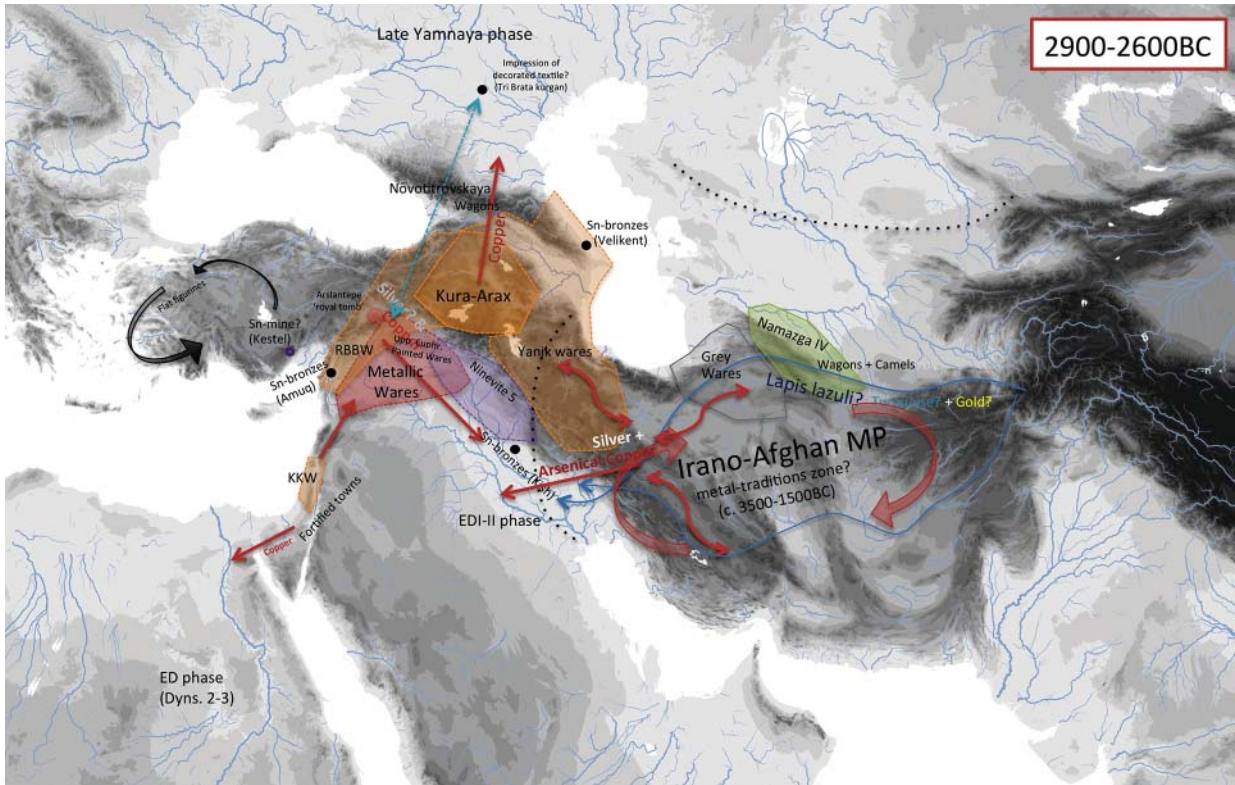 2900-2600BC
Late Yamnaya phase
Impression of
decorated textile?
(Tri Brata kurgan)
Novotitrovskaya
Wagons
Copper
Sn-bronzes
(Velikent)
Flat figurines
Sn-mine?
(Kestel)
Arslantepe
'royal tomb'
Silver? &
Copper
Kura-Arax
Upp. Euphr.
Painted Wares
RBBW
Metallic
Wares
Ninevite 5
Yanik wares
Sn-bronzes
(Amuq)
Grey
Wares
Namazga IV
Wagons + Camels
Lapis lazuli?
+ Gold?
Silver +
Arsenical Copper
Sn-bronzes (Kish)
Irano-Afghan MP
metal-traditions zone?
(c. 3500-1500BC)
KKW
Fortified towns
Copper
EDI-II phase
ED phase
(Dyns. 2-3)